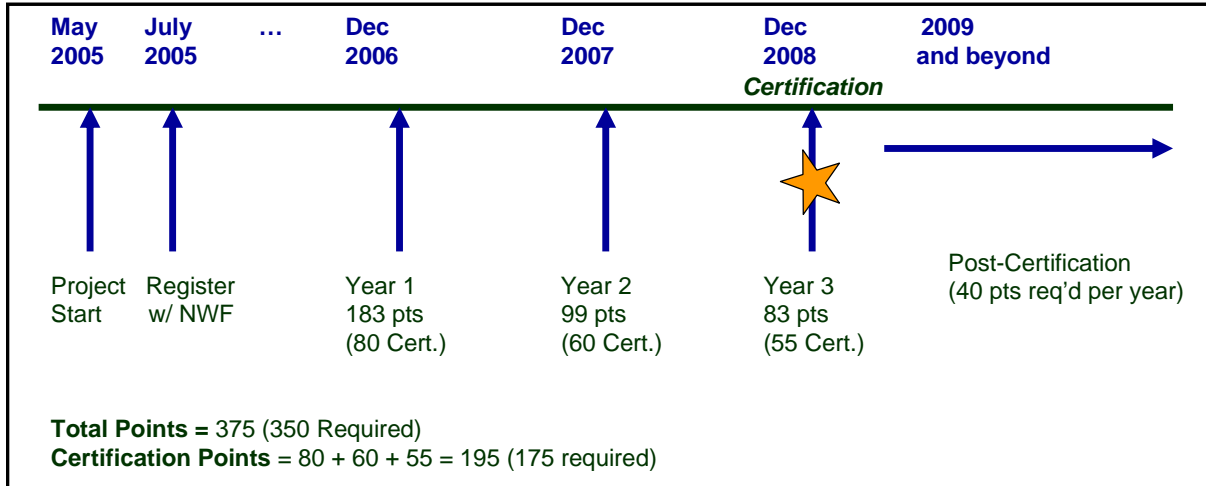 May July … Dec Dec Dec 2009
2005 2005 2006 2007 2008 and beyond
Certification
Project Register Year 1 Year 2 Year 3 Post-Certification
Start w/ NWF 183 pts 99 pts 83 pts (40 pts req'd per year)
(80 Cert.) (60 Cert.) (55 Cert.)
Total Points = 375 (350 Required)
Certification Points = 80 + 60 + 55 = 195 (175 required)